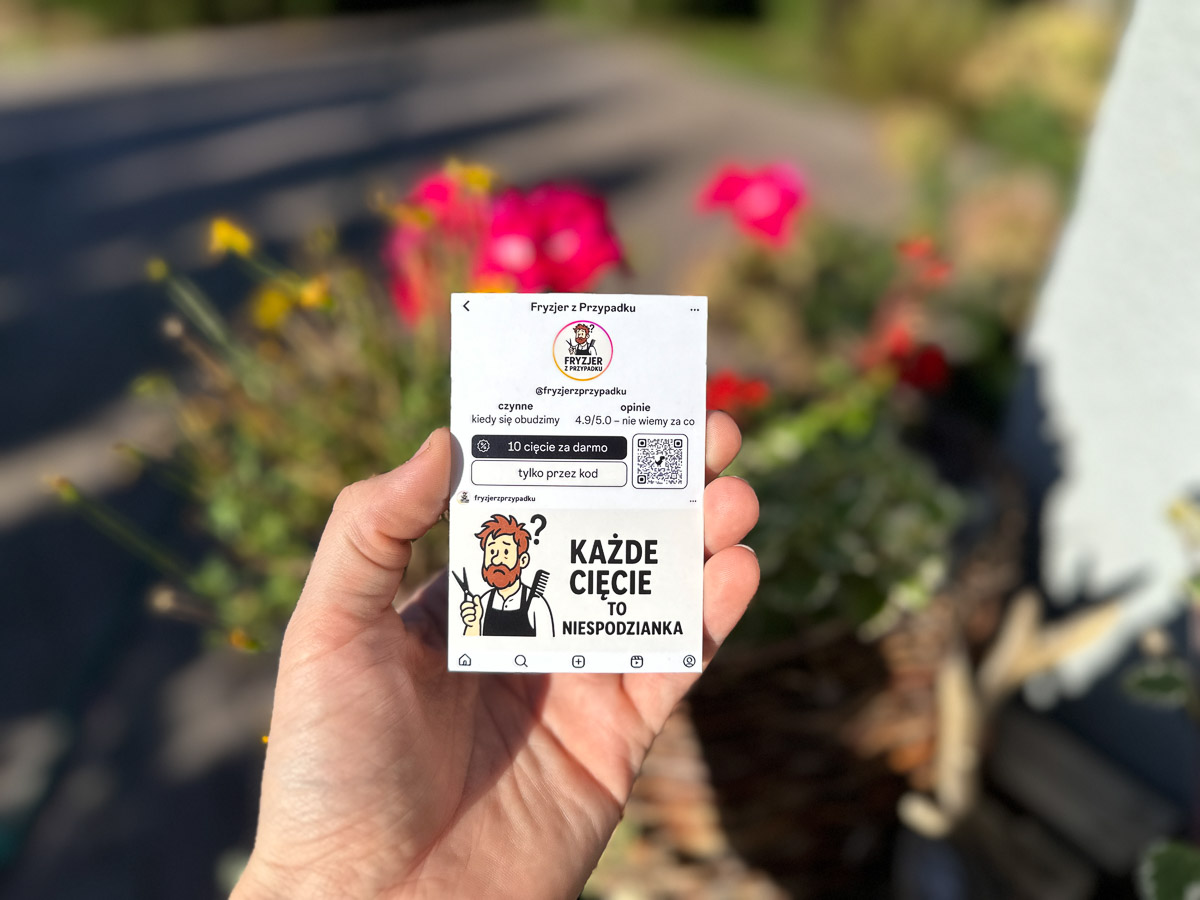 Fryzjer z Przypadku
?
FRYZJER
Z PRZYPADKU
@fryzjerzprzypadku
czynne
kiedy się obudzimy
opinie
4.9/5.0 – nie wiemy za co
% 10 cięcie za darmo
tylko przez kod
fryzjerzprzypadku
?
KAŻDE
CIĘCIE
TO
NIESPODZIANKA